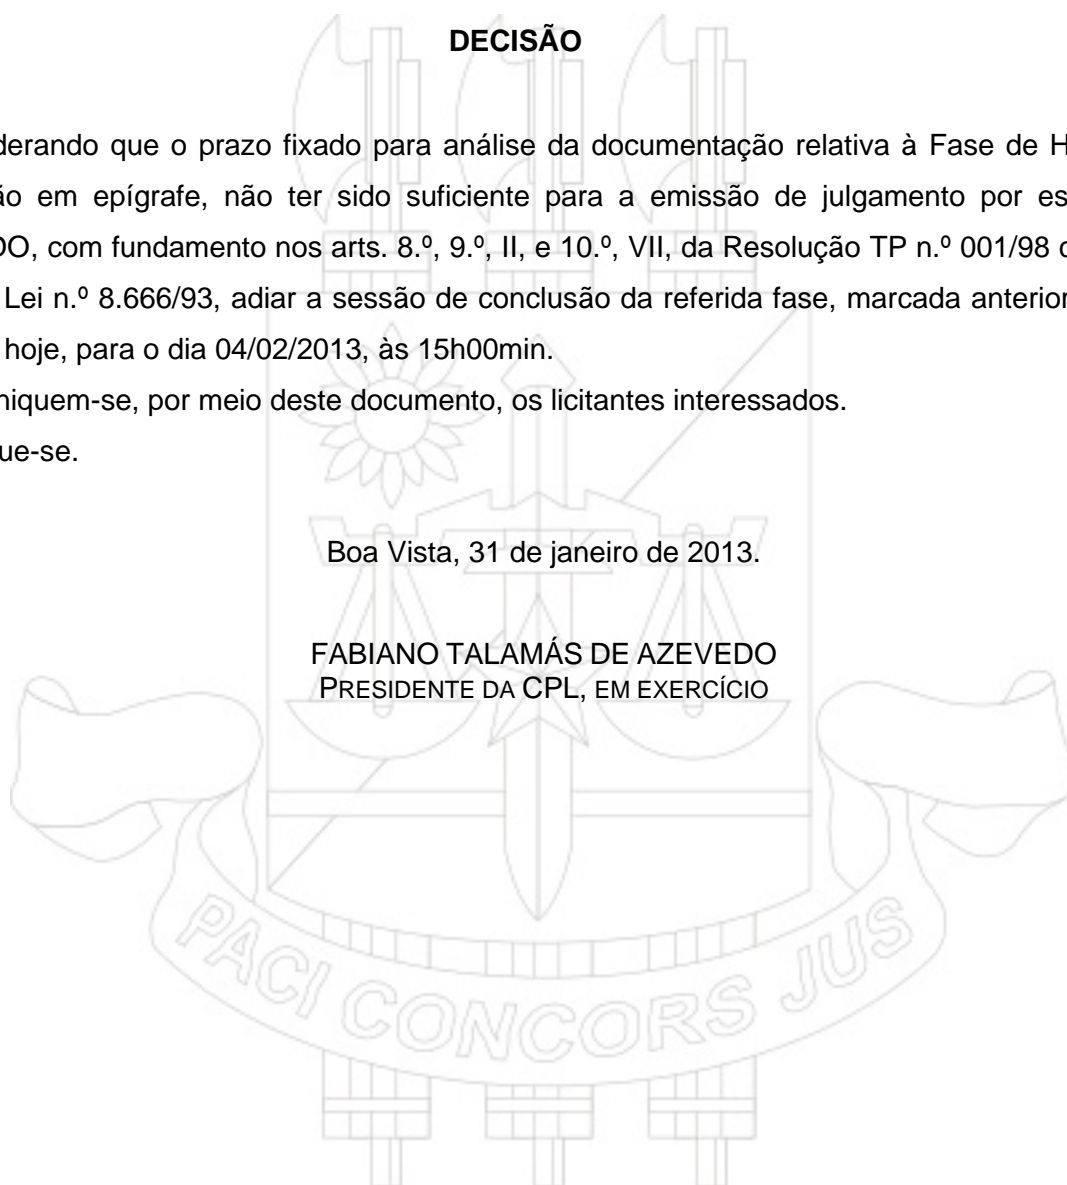 DECISÃO
derando que o prazo fixado para análise da documentação relativa à Fase de H
ão em epígrafe, não ter sido suficiente para a emissão de julgamento por es
DO, com fundamento nos arts. 8.º, 9.º, II, e 10.º, VII, da Resolução TP n.º 001/98
Lei n.º 8.666/93, adiar a sessão de conclusão da referida fase, marcada anterior
hoje, para o dia 04/02/2013, às 15h00min.
niquem-se, por meio deste documento, os licitantes interessados.
ue-se.
Boa Vista, 31 de janeiro de 2013.
FABIANO TALAMÁS DE AZEVEDO
PRESIDENTE DA CPL, EM EXERCÍCIO
PACI CONCORS JUS